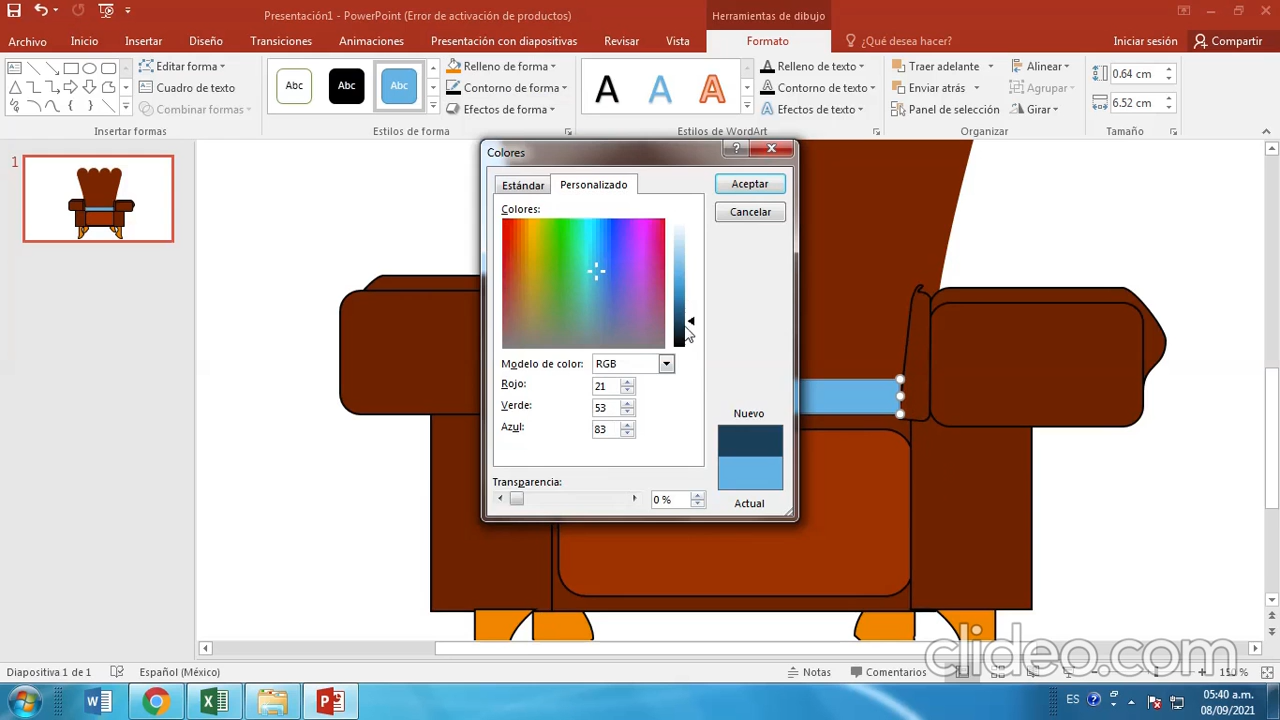 Presentación1 - PowerPoint (Error de activación de productos)
Herramientas de dibujo
Archivo Inicio Insertar Diseño Transiciones Animaciones Presentación con diapositivas Revisar Vista Formato ¿Qué desea hacer? Iniciar sesión Compartir
Editar forma
Cuadro de texto
Combinar formas
Insertar formas
Abc Abc Abc
Relleno de forma
Contorno de forma
Efectos de forma
Estilos de forma
A A A
Relleno de texto
Contorno de texto
Efectos de texto
Estilos de WordArt
Traer adelante
Enviar atrás
Panel de selección
Alinear
Agrupar
Girar
Organizar
0.64 cm
6.52 cm
Tamaño
1
Colores
Estándar Personalizado
Aceptar
Cancelar
Colores:
Modelo de color: RGB
Rojo: 21
Verde: 53
Azul: 83
Nuevo
Actual
Transparencia:
0 %
clideo.com
Diapositiva 1 de 1 Español (México) Notas Comentarios 150 %
ES 05:40 a.m.
08/09/2021